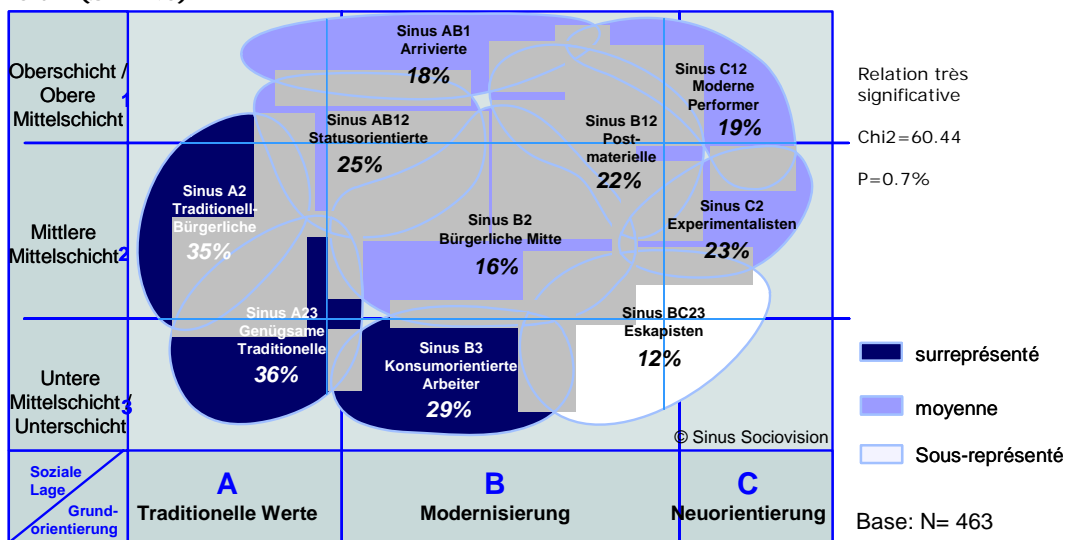 Sinus AB1
Arrivierte
18%
Oberschicht /
Obere
Mittelschicht
1
Sinus C12
Moderne
Performer
19%
Sinus AB12
Statusorientierte
25%
Sinus B12
Post-
materielle
22%
Relation très
significative
Chi2=60.44
P=0.7%
Sinus A2
Traditionell-
Bürgerliche
35%
Mittlere
Mittelschicht
2
Sinus B2
Bürgerliche Mitte
16%
Sinus C2
Experimentalisten
23%
Sinus A23
Genügsame
Traditionelle
36%
Sinus B3
Konsumorientierte
Arbeiter
29%
Sinus BC23
Eskapisten
12%
Untere
Mittelschicht /
Unterschicht
3
© Sinus Sociovision
surreprésenté
moyenne
Sous-représenté
Soziale
Lage
Grund-
orientierung
A
Traditionelle Werte
B
Modernisierung
C
Neuorientierung
Base: N= 463